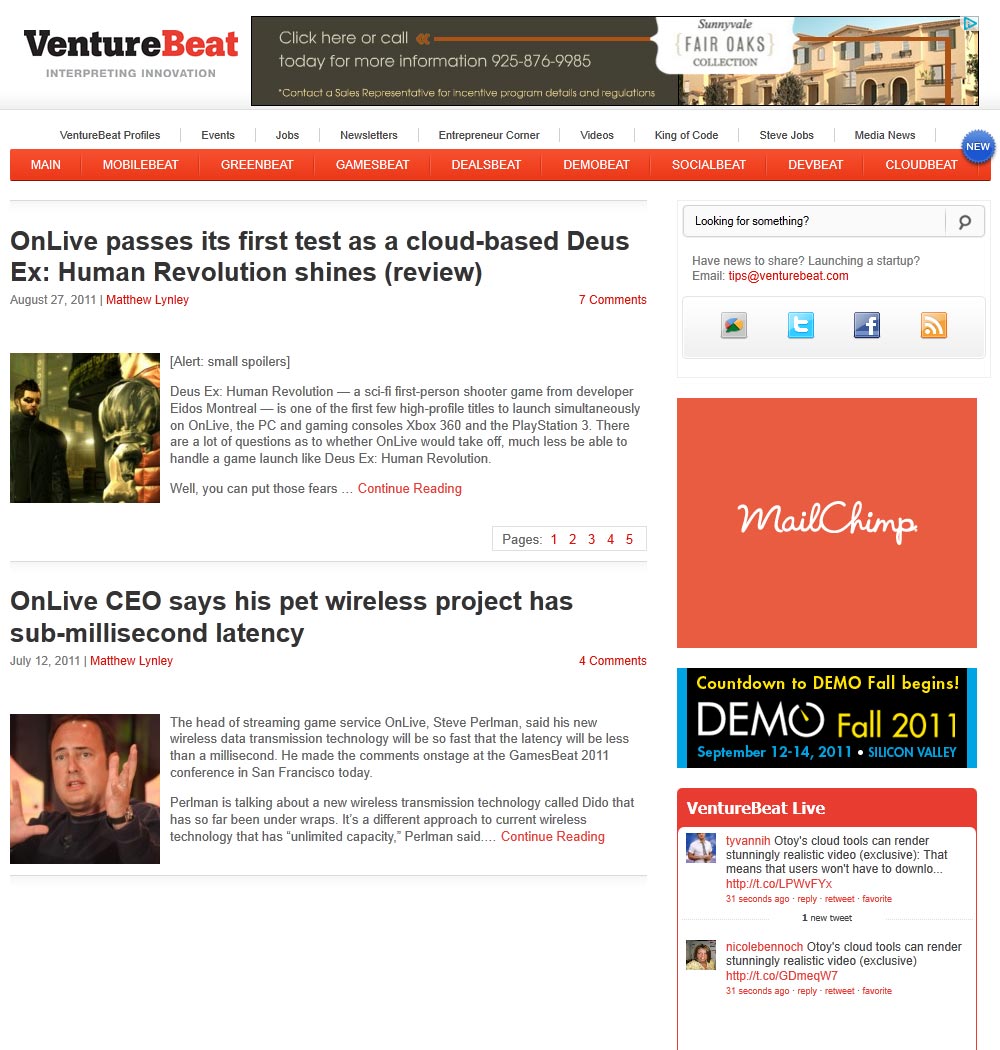 VentureBeat
INTERPRETING INNOVATION
Click here or call
today for more information 925-876-9985
*Contact a Sales Representative for incentive program details and regulations
Sunnyvale
FAIR OAKS
COLLECTION
VentureBeat Profiles
Events
Jobs
Newsletters
Entrepreneur Corner
Videos
King of Code
Steve Jobs
Media News
NEW
MAIN
MOBILEBEAT
GREENBEAT
GAMESBEAT
DEALSBEAT
DEMOBEAT
SOCIALBEAT
DEVBEAT
CLOUDBEAT
OnLive passes its first test as a cloud-based Deus
Ex: Human Revolution shines (review)
August 27, 2011 | Matthew Lynley
7 Comments
[Alert: small spoilers]
Deus Ex: Human Revolution — a sci-fi first-person shooter game from developer
Eidos Montreal — is one of the first few high-profile titles to launch simultaneously
on OnLive, the PC and gaming consoles Xbox 360 and the PlayStation 3. There
are a lot of questions as to whether OnLive would take off, much less be able to
handle a game launch like Deus Ex: Human Revolution.
Well, you can put those fears … Continue Reading
Pages: 1 2 3 4 5
OnLive CEO says his pet wireless project has
sub-millisecond latency
July 12, 2011 | Matthew Lynley
4 Comments
The head of streaming game service OnLive, Steve Perlman, said his new
wireless data transmission technology will be so fast that the latency will be less
than a millisecond. He made the comments onstage at the GamesBeat 2011
conference in San Francisco today.
Perlman is talking about a new wireless transmission technology called Dido that
has so far been under wraps. It’s a different approach to current wireless
technology that has “unlimited capacity,” Perlman said.… Continue Reading
Looking for something?
Have news to share? Launching a startup?
Email: tips@venturebeat.com
MailChimp
Countdown to DEMO Fall begins!
DEMO Fall 2011
September 12-14, 2011 • SILICON VALLEY
VentureBeat Live
tyvannih Otoy's cloud tools can render
stunningly realistic video (exclusive): That
means that users won't have to downlo...
http://t.co/LPWvFYx
31 seconds ago · reply · retweet · favorite
1 new tweet
nicolebennoch Otoy's cloud tools can render
stunningly realistic video (exclusive)
http://t.co/GDmeqW7
31 seconds ago · reply · retweet · favorite